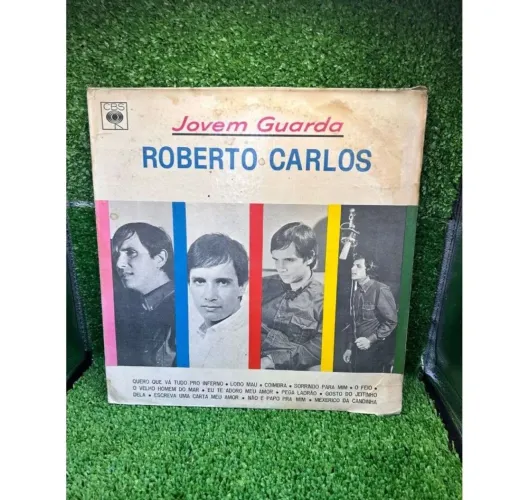 CBS
Jovem Guarda
ROBERTO CARLOS
QUERO QUE VÁ TUDO PRO INFERNO • LOBO MAU • COIMBRA • SORRINDO PARA MIM • O FEIO •
O VELHO HOMEM DO MAR • EU TE ADORO MEU AMOR • PEGA LADRÃO • GOSTO DO JEITINHO
DELA • ESCREVA UMA CARTA MEU AMOR • NÃO É PAPO PRA MIM • MEXERICO DA CANDINHA